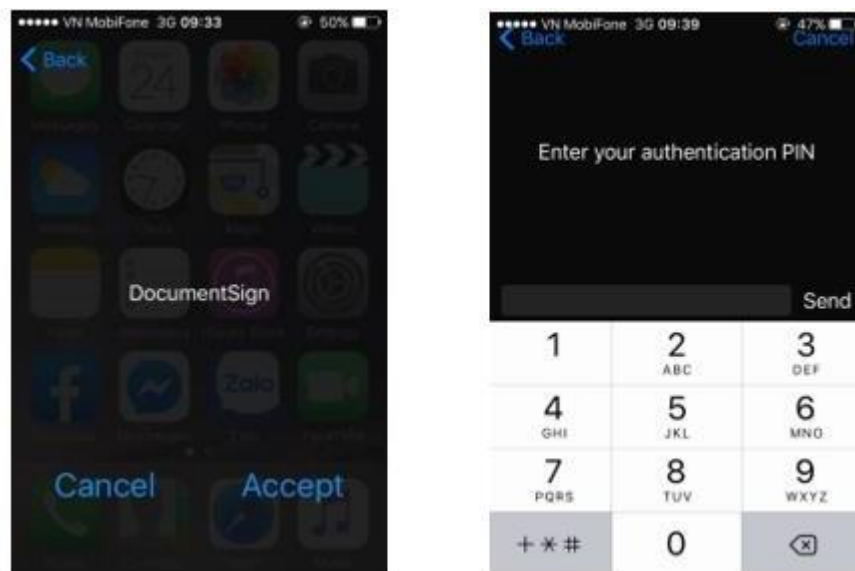 VN MobiFone 3G 09:33 50%
Back
24
Zalo
DocumentSign
Cancel Accept
VN MobiFone 3G 09:39 47%
Back Cancel
Enter your authentication PIN
Send
1 2 3
ABC DEF
4 5 6
GHI JKL MNO
7 8 9
PQRS TUV WXYZ
+*# 0